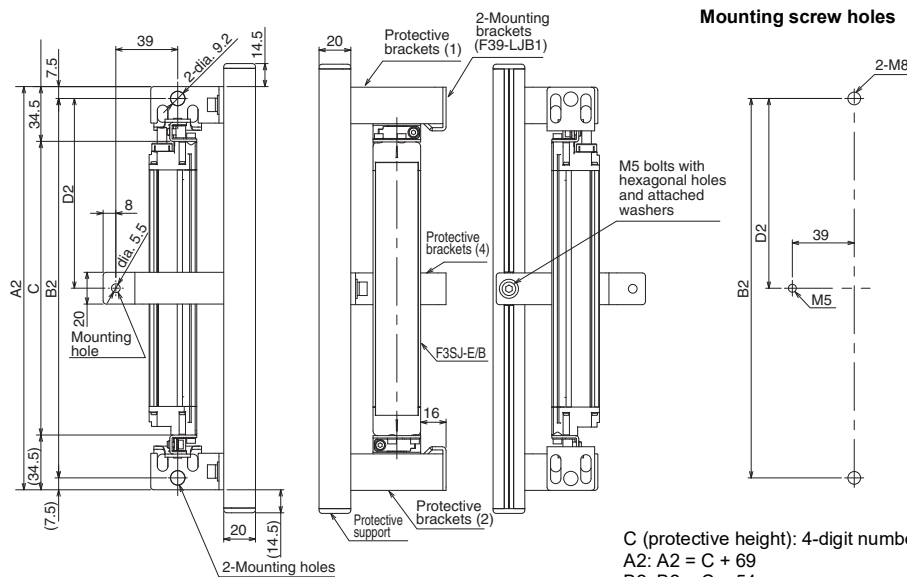 Mounting screw holes
39
2-dia. 9.2
14.5
7.5
34.5
D2
8
dia. 5.5
A2
C
B2
20
Mounting
hole
(34.5)
(7.5)
20
(14.5)
2-Mounting holes
20
Protective
brackets (1)
2-Mounting
brackets
(F39-LJB1)
Protective
brackets (4)
F3SJ-E/B
16
Protective
support
Protective
brackets (2)
M5 bolts with
hexagonal holes
and attached
washers
2-M8
D2
39
B2
M5
C (protective height): 4-digit
A2: A2 = C + 69